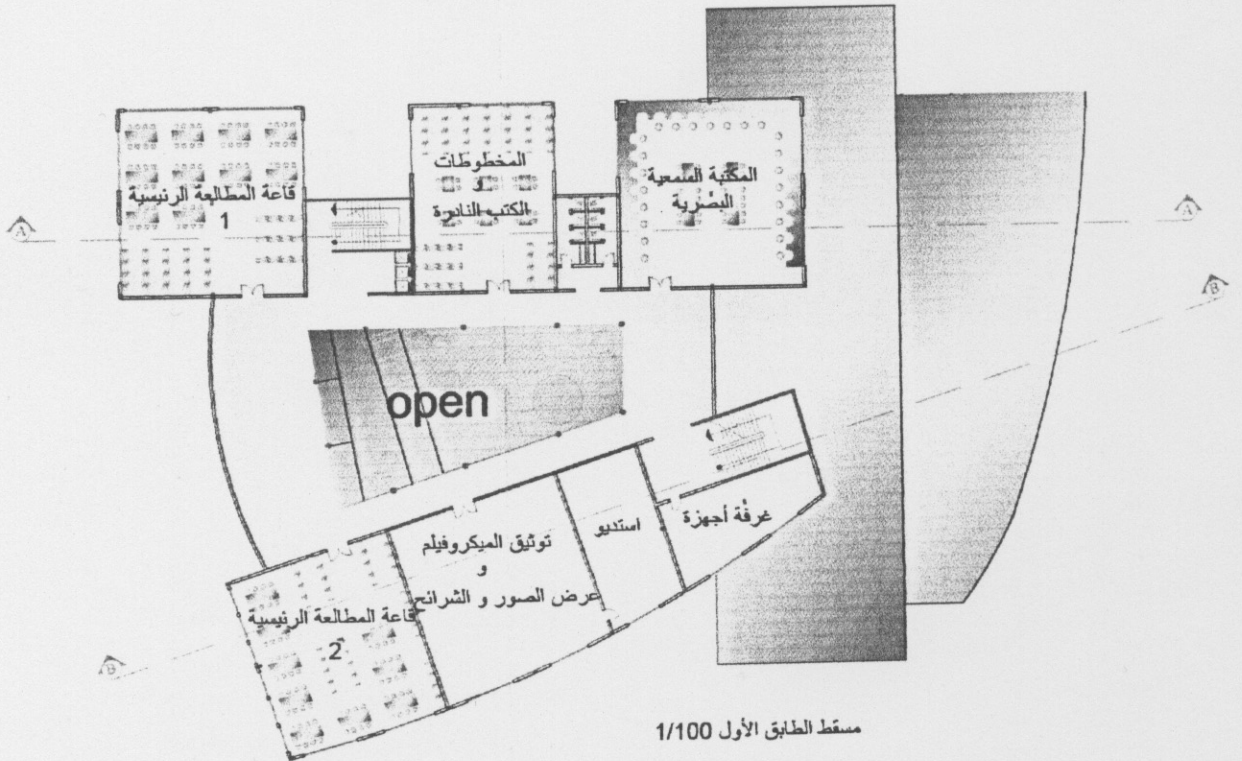 المكتبة السمعية
البصرية
المخطوطات
و
الكتب النادرة
قاعة المطالعة الرئيسية
1
A
A
B
open
غرفة أجهزة
استديو
توثيق الميكروفيلم
و
عرض الصور و الشرائح
قاعة المطالعة الرئيسية
2
B
مسقط الطابق الأول 1/100